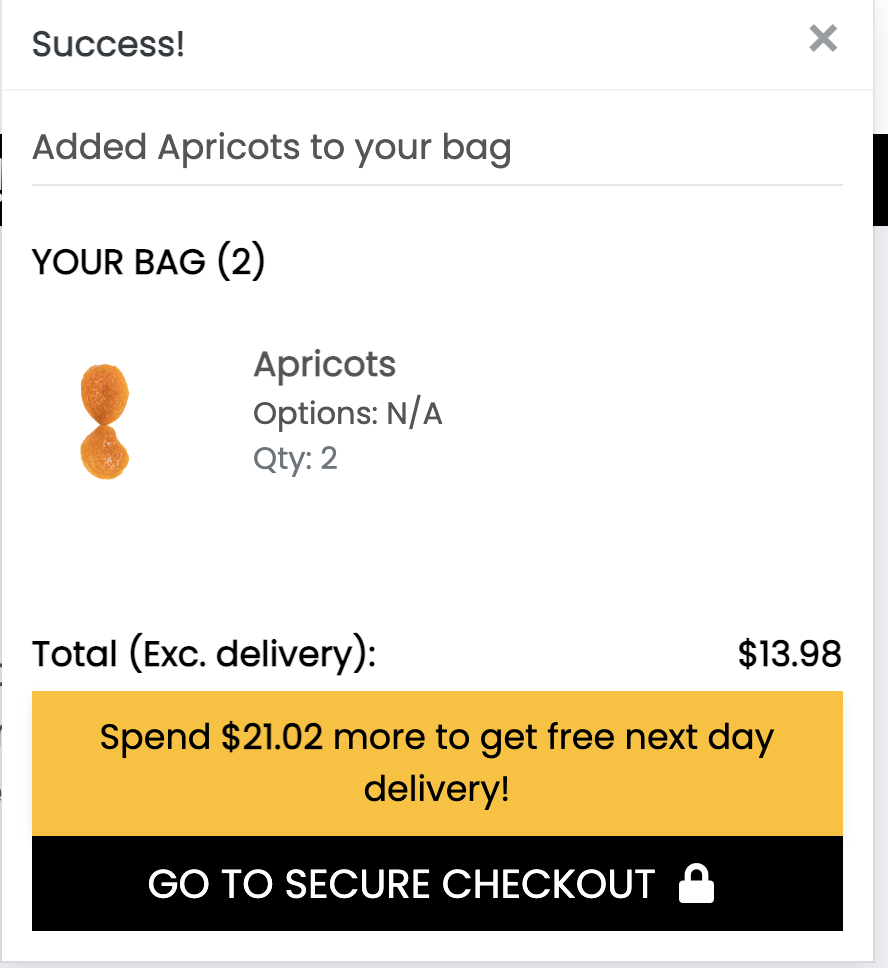 Success!
Added Apricots to your bag
YOUR BAG (2)
Apricots
Options: N/A
Qty: 2
Total (Exc. delivery): $13.98
Spend $21.02 more to get free next day
delivery!
GO TO SECURE CHECKOUT